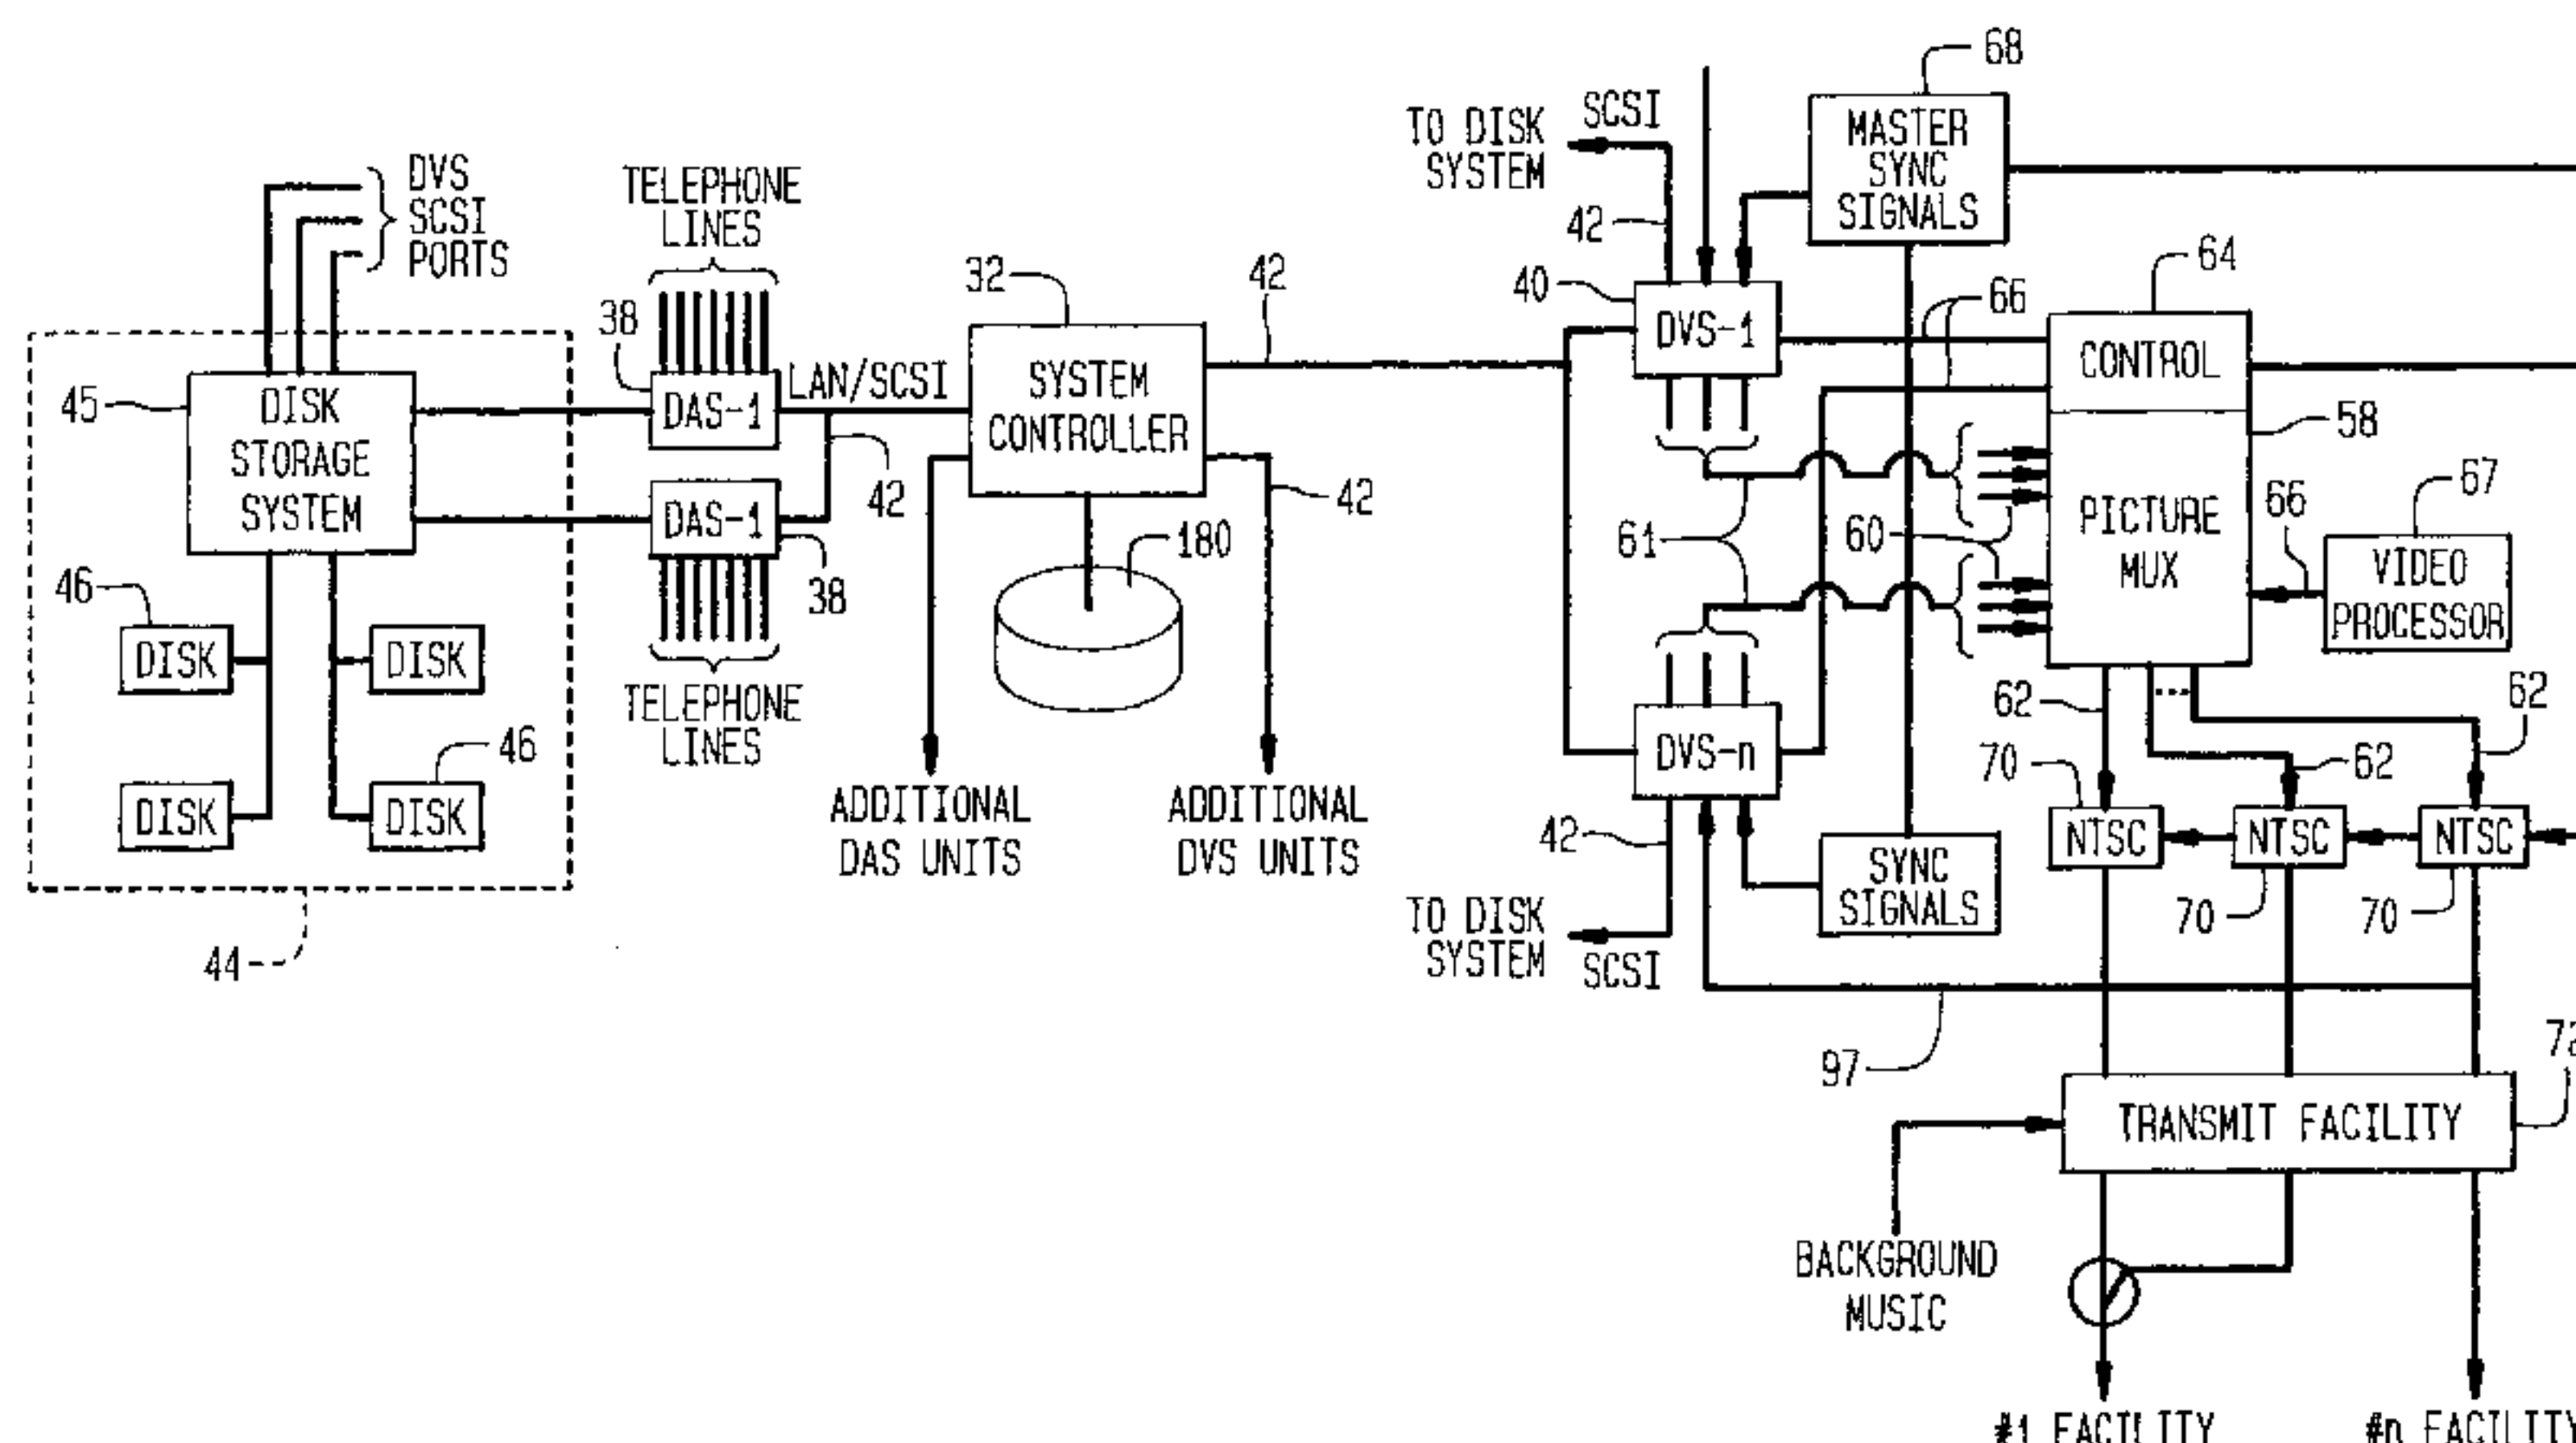 DVS
SCSI
PORTS
45
DISK
STORAGE
SYSTEM
46
DISK
DISK
46
DISK
DISK
44
TELEPHONE
LINES
38
DAS-1
LAN/SCSI
42
DAS-1
38
TELEPHONE
LINES
32
SYSTEM
CONTROLLER
42
42
180
ADDITIONAL
DAS UNITS
ADDITIONAL
DVS UNITS
TO DISK
SYSTEM
SCSI
42
40
DVS-1
68
MASTER
SYNC
SIGNALS
66
64
CONTROL
58
61
60
PICTURE
MUX
66
67
VIDEO
PROCESSOR
DVS-n
42
TO DISK
SYSTEM
SCSI
SYNC
SIGNALS
62
62
62
70
NTSC
NTSC
NTSC
70
70
97
72
TRANSMIT FACILITY
BACKGROUND
MUSIC
#1 FACILITY
#n FACILITY